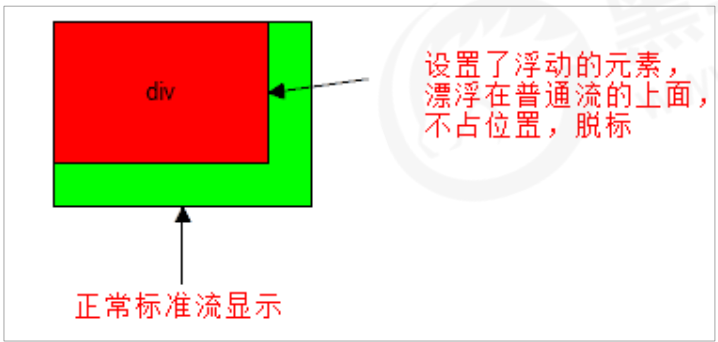 div
设置了浮动的元素，
漂浮在普通流的上面，
不占位置，脱标
正常标准流显示